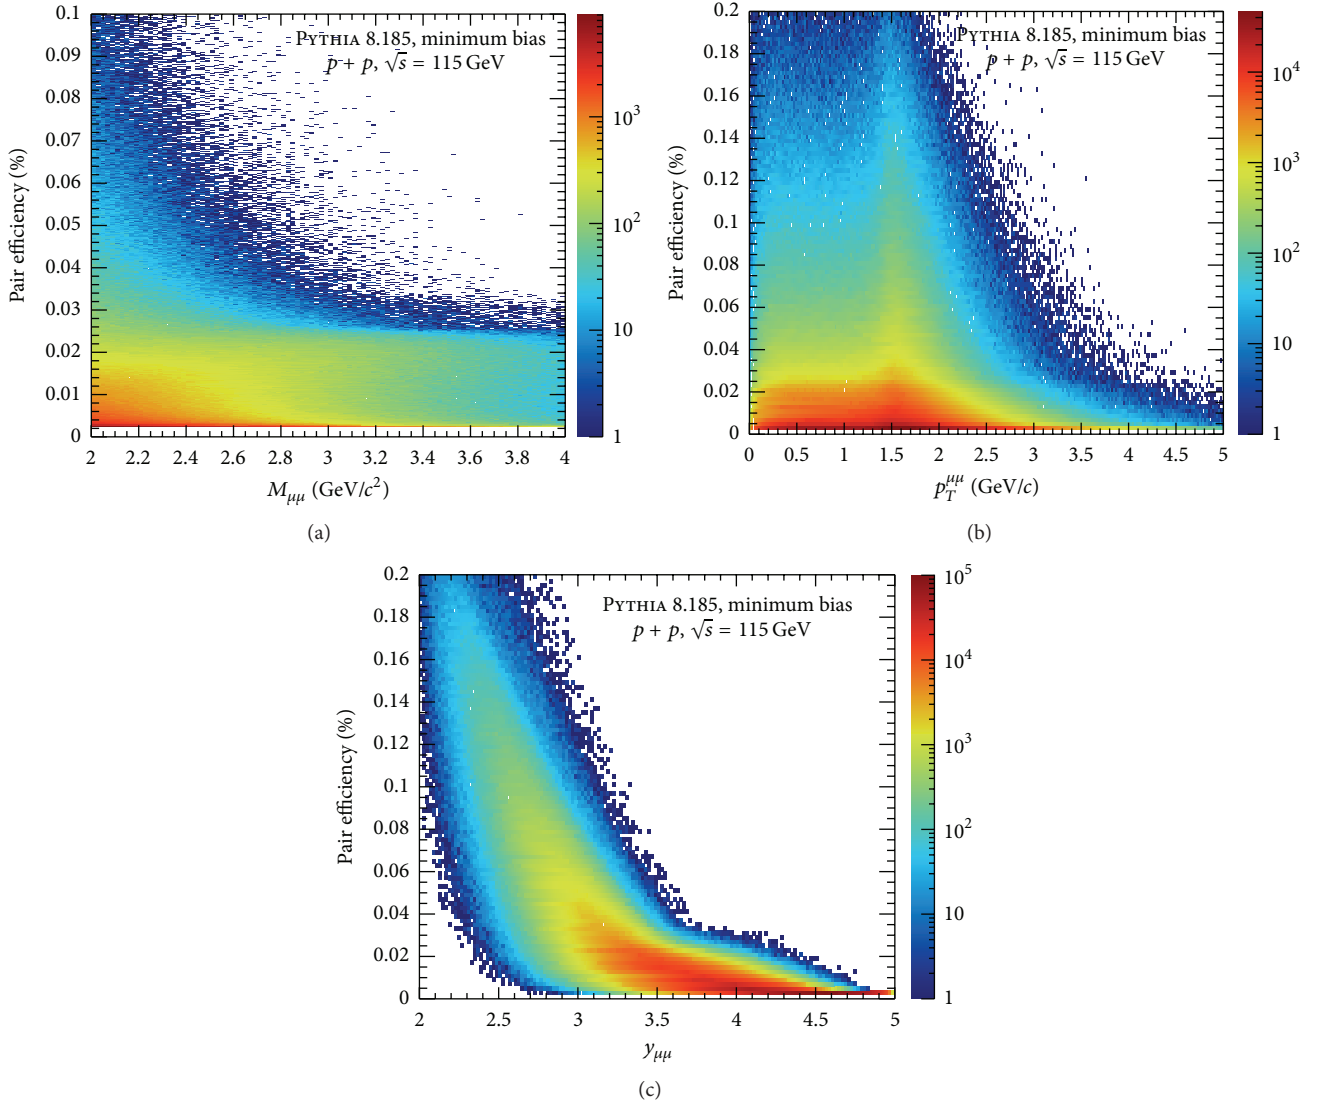 0.1
0.09
0.08
0.07
0.06
0.05
0.04
0.03
0.02
0.01
0
Pair efficiency (%)
PYTHIA 8.185, minimum bias
p + p, √s = 115 GeV
2 2.2 2.4 2.6 2.8 3 3.2 3.4 3.6 3.8 4
M_μμ (GeV/c²)
10³
10²
10
1
(a)
0.2
0.18
0.16
0.14
0.12
0.1
0.08
0.06
0.04
0.02
0
Pair efficiency (%)
PYTHIA 8.185, minimum bias
p + p, √s = 115 GeV
0 0.5 1 1.5 2 2.5 3 3.5 4 4.5 5
p_T^μμ (GeV/c)
10⁴
10³
10²
10
1
(b)
0.2
0.18
0.16
0.14
0.12
0.1
0.08
0.06
0.04
0.02
0
Pair efficiency (%)
PYTHIA 8.185, minimum bias
p + p, √s = 115 GeV
2 2.5 3 3.5 4 4.5 5
y_μμ
10⁵
10⁴
10³
10²
10
1
(c)